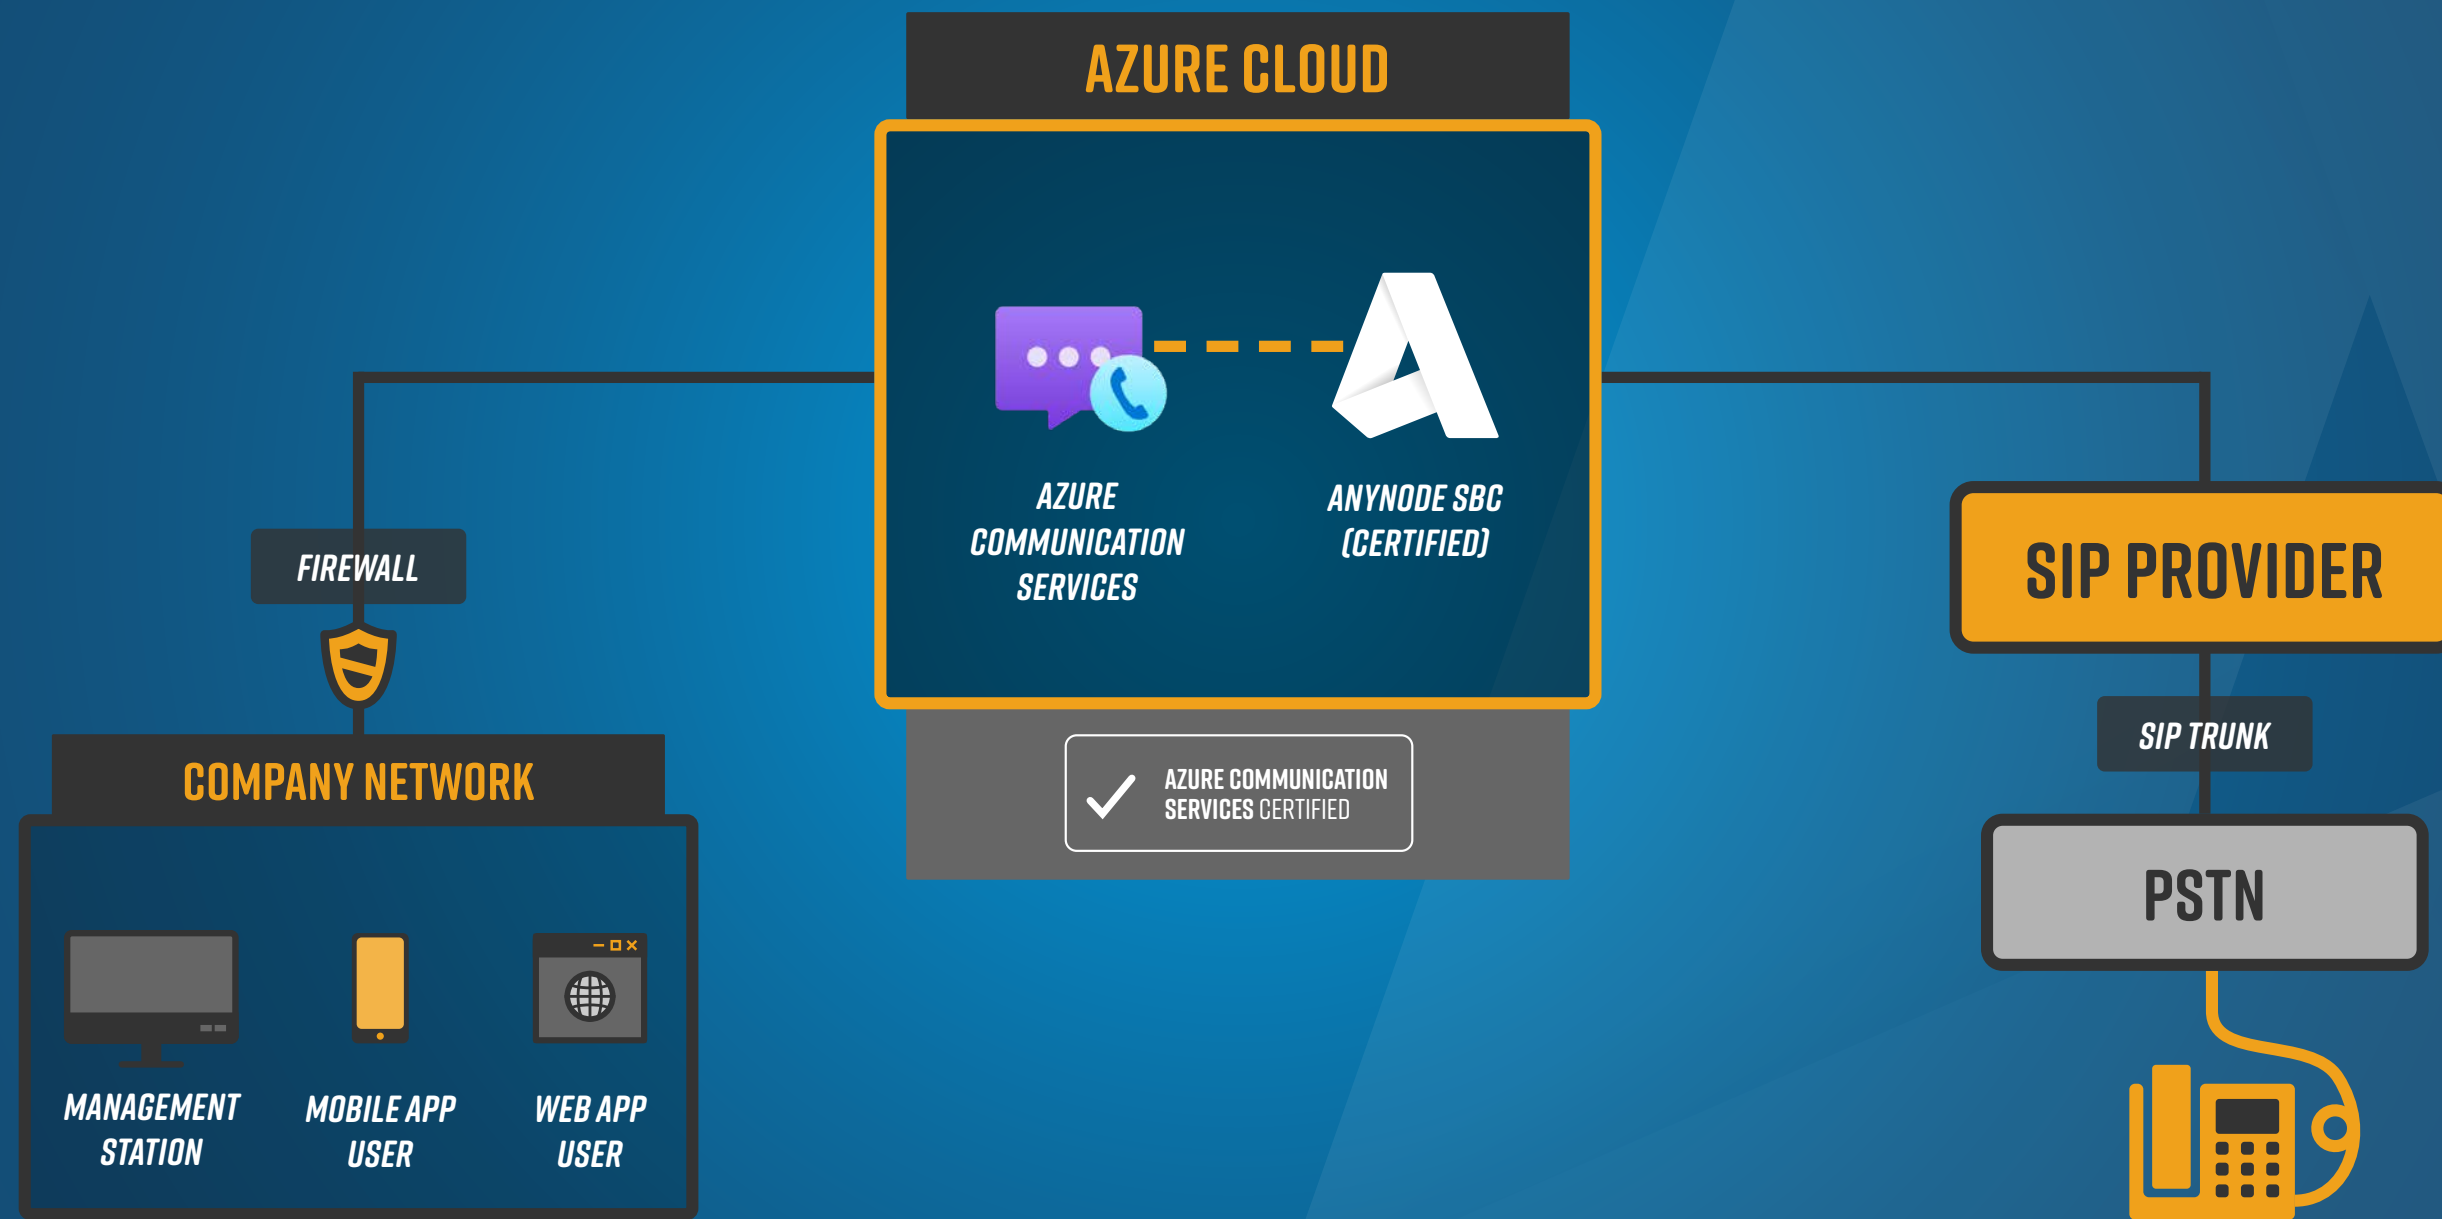 AZURE CLOUD
AZURE
COMMUNICATION
SERVICES
ANYNODE SBC
(CERTIFIED)
AZURE COMMUNICATION
SERVICES CERTIFIED
FIREWALL
COMPANY NETWORK
MANAGEMENT
STATION
MOBILE APP
USER
WEB APP
USER
SIP PROVIDER
SIP TRUNK
PSTN